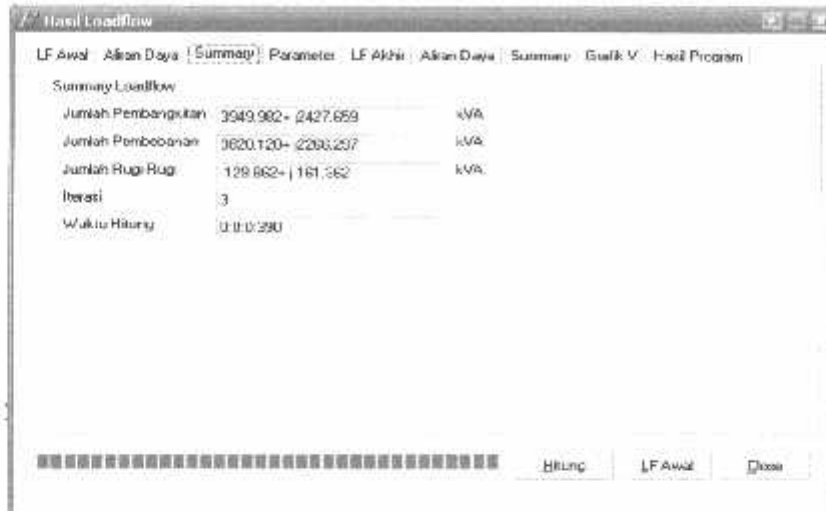 Hasil Loadflow
LF Awal Aliran Daya Summary Parameter LF Akhir Aliran Daya Summary Grafik V Hasil Program
Summary Loadflow
Jumlah Pembangkitan 3949.982+ j2427.659 kVA
Jumlah Pembebanan 3820.120+ j2266.297 kVA
Jumlah Rugi Rugi 129.862+ j 161.362 kVA
Iterasi 3
Waktu Hitung 0:0:0:390
Hitung LF Awal Close